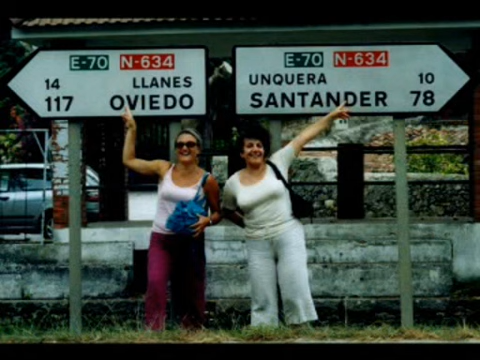 E-70 N-634
14 LLANES
117 OVIEDO
E-70 N-634
UNQUERA 10
SANTANDER 78